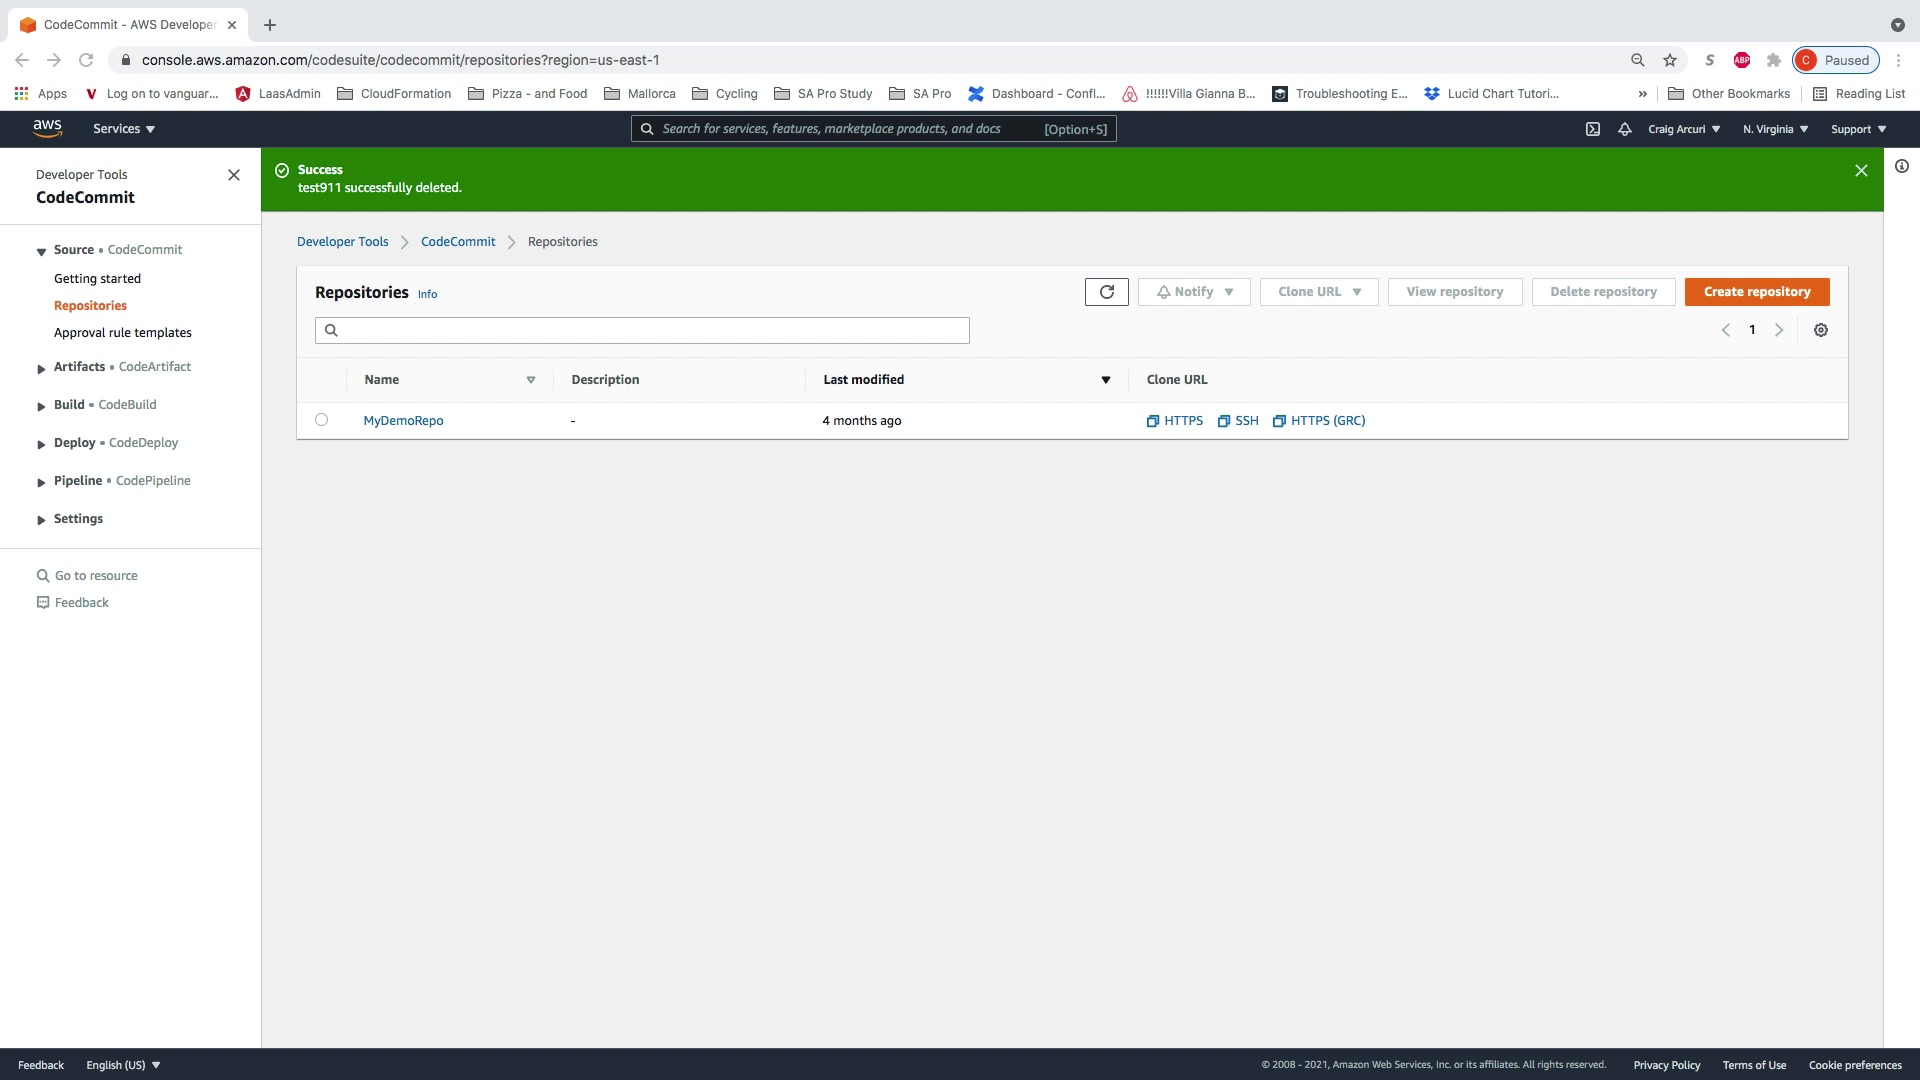 CodeCommit - AWS Developer
console.aws.amazon.com/codesuite/codecommit/repositories?region=us-east-1
S ABP C Paused
Apps Log on to vanguar... LaasAdmin CloudFormation Pizza - and Food Mallorca Cycling SA Pro Study SA Pro Dashboard - Confl... !!!!!!Villa Gianna B... Troubleshooting E... Lucid Chart Tutori... » Other Bookmarks Reading List
aws Services Search for services, features, marketplace products, and docs [Option+S] Craig Arcuri N. Virginia Support
Developer Tools
CodeCommit
Success
test911 successfully deleted.
Source • CodeCommit
Getting started
Repositories
Approval rule templates
Artifacts • CodeArtifact
Build • CodeBuild
Deploy • CodeDeploy
Pipeline • CodePipeline
Settings
Go to resource
Feedback
Developer Tools CodeCommit Repositories
Repositories Info Notify Clone URL View repository Delete repository Create repository
1
Name Description Last modified Clone URL
MyDemoRepo - 4 months ago HTTPS SSH HTTPS (GRC)
Feedback English (US) © 2008 - 2021, Amazon Web Services, Inc. or its affiliates. All rights reserved. Privacy Policy Terms of Use Cookie preferences